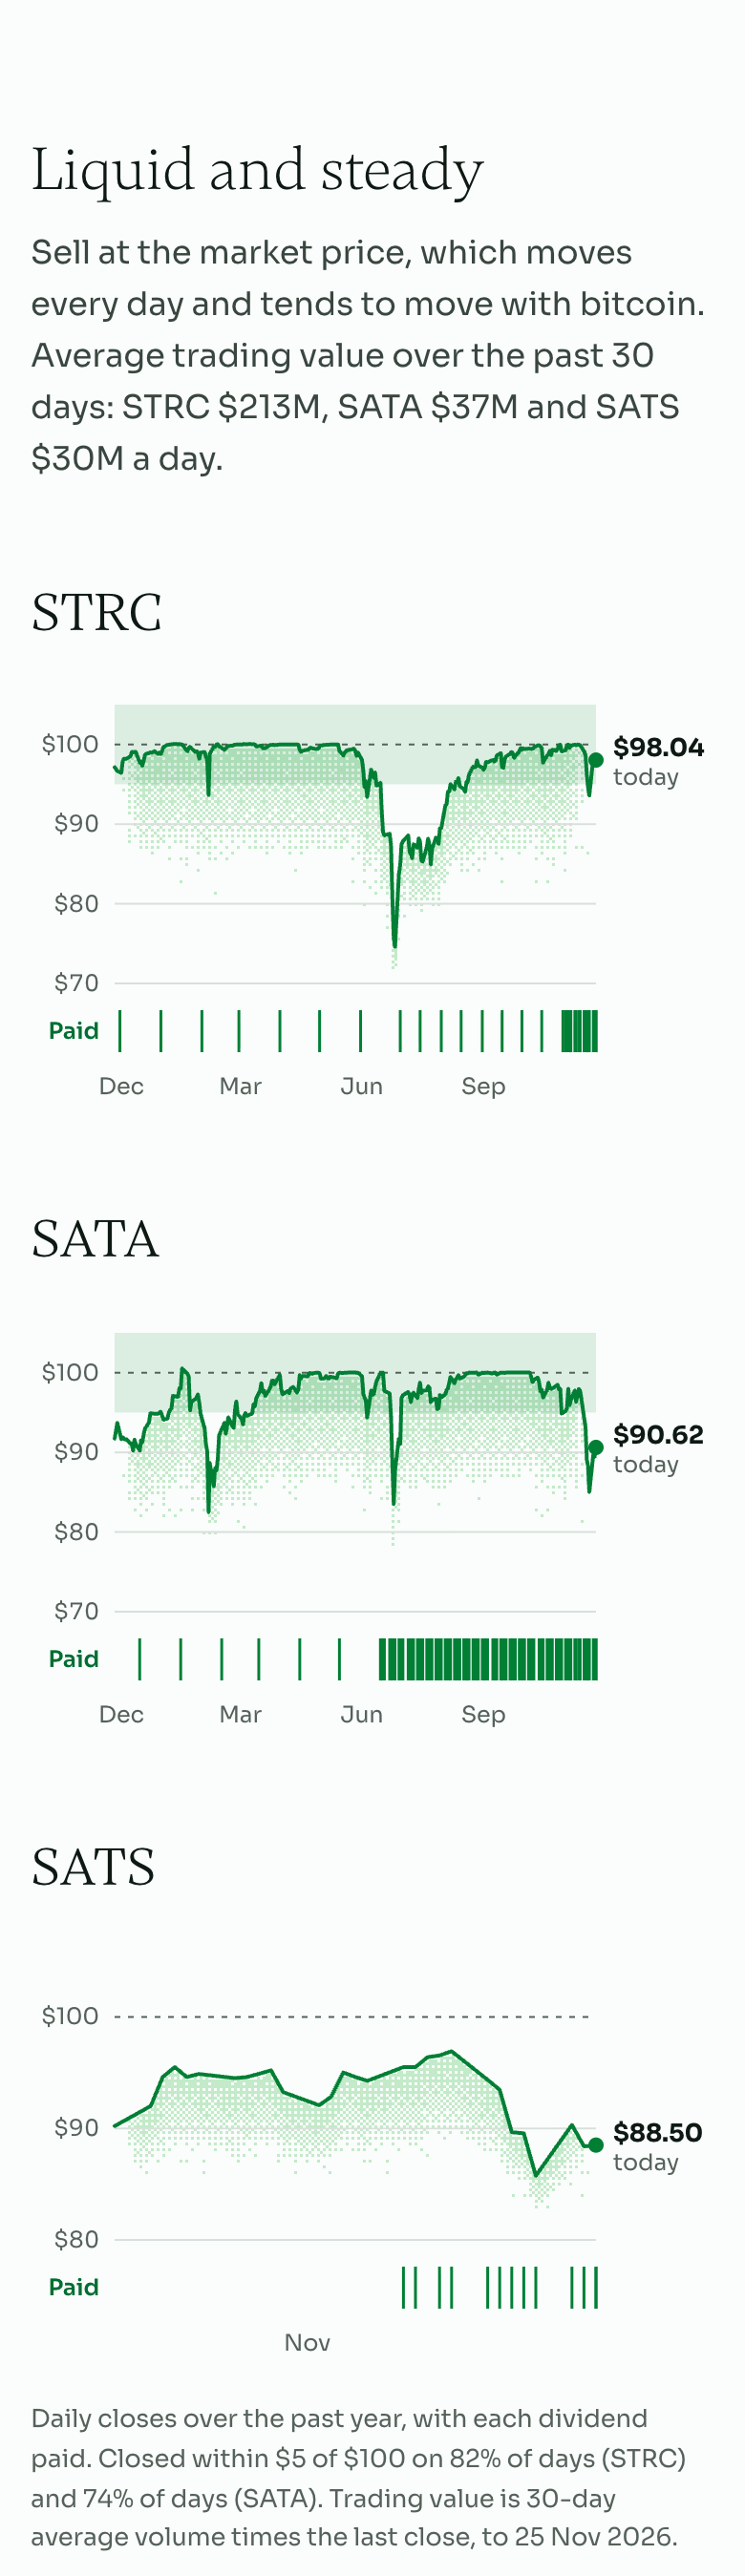 Liquid and steady
Sell at the market price, which moves
every day and tends to move with bitcoin.
Average trading value over the past 30
days: STRC $213M, SATA $37M and SATS
$30M a day.
STRC
$100
$98.04
today
$90
$80
$70
Paid
Dec Mar Jun Sep
SATA
$100
$90.62
today
$90
$80
$70
Paid
Dec Mar Jun Sep
SATS
$100
$90
$88.50
today
$80
Paid
Nov
Daily closes over the past year, with each dividend
paid. Closed within $5 of $100 on 82% of days (STRC)
and 74% of days (SATA). Trading value is 30-day
average volume times the last close, to 25 Nov 2026.